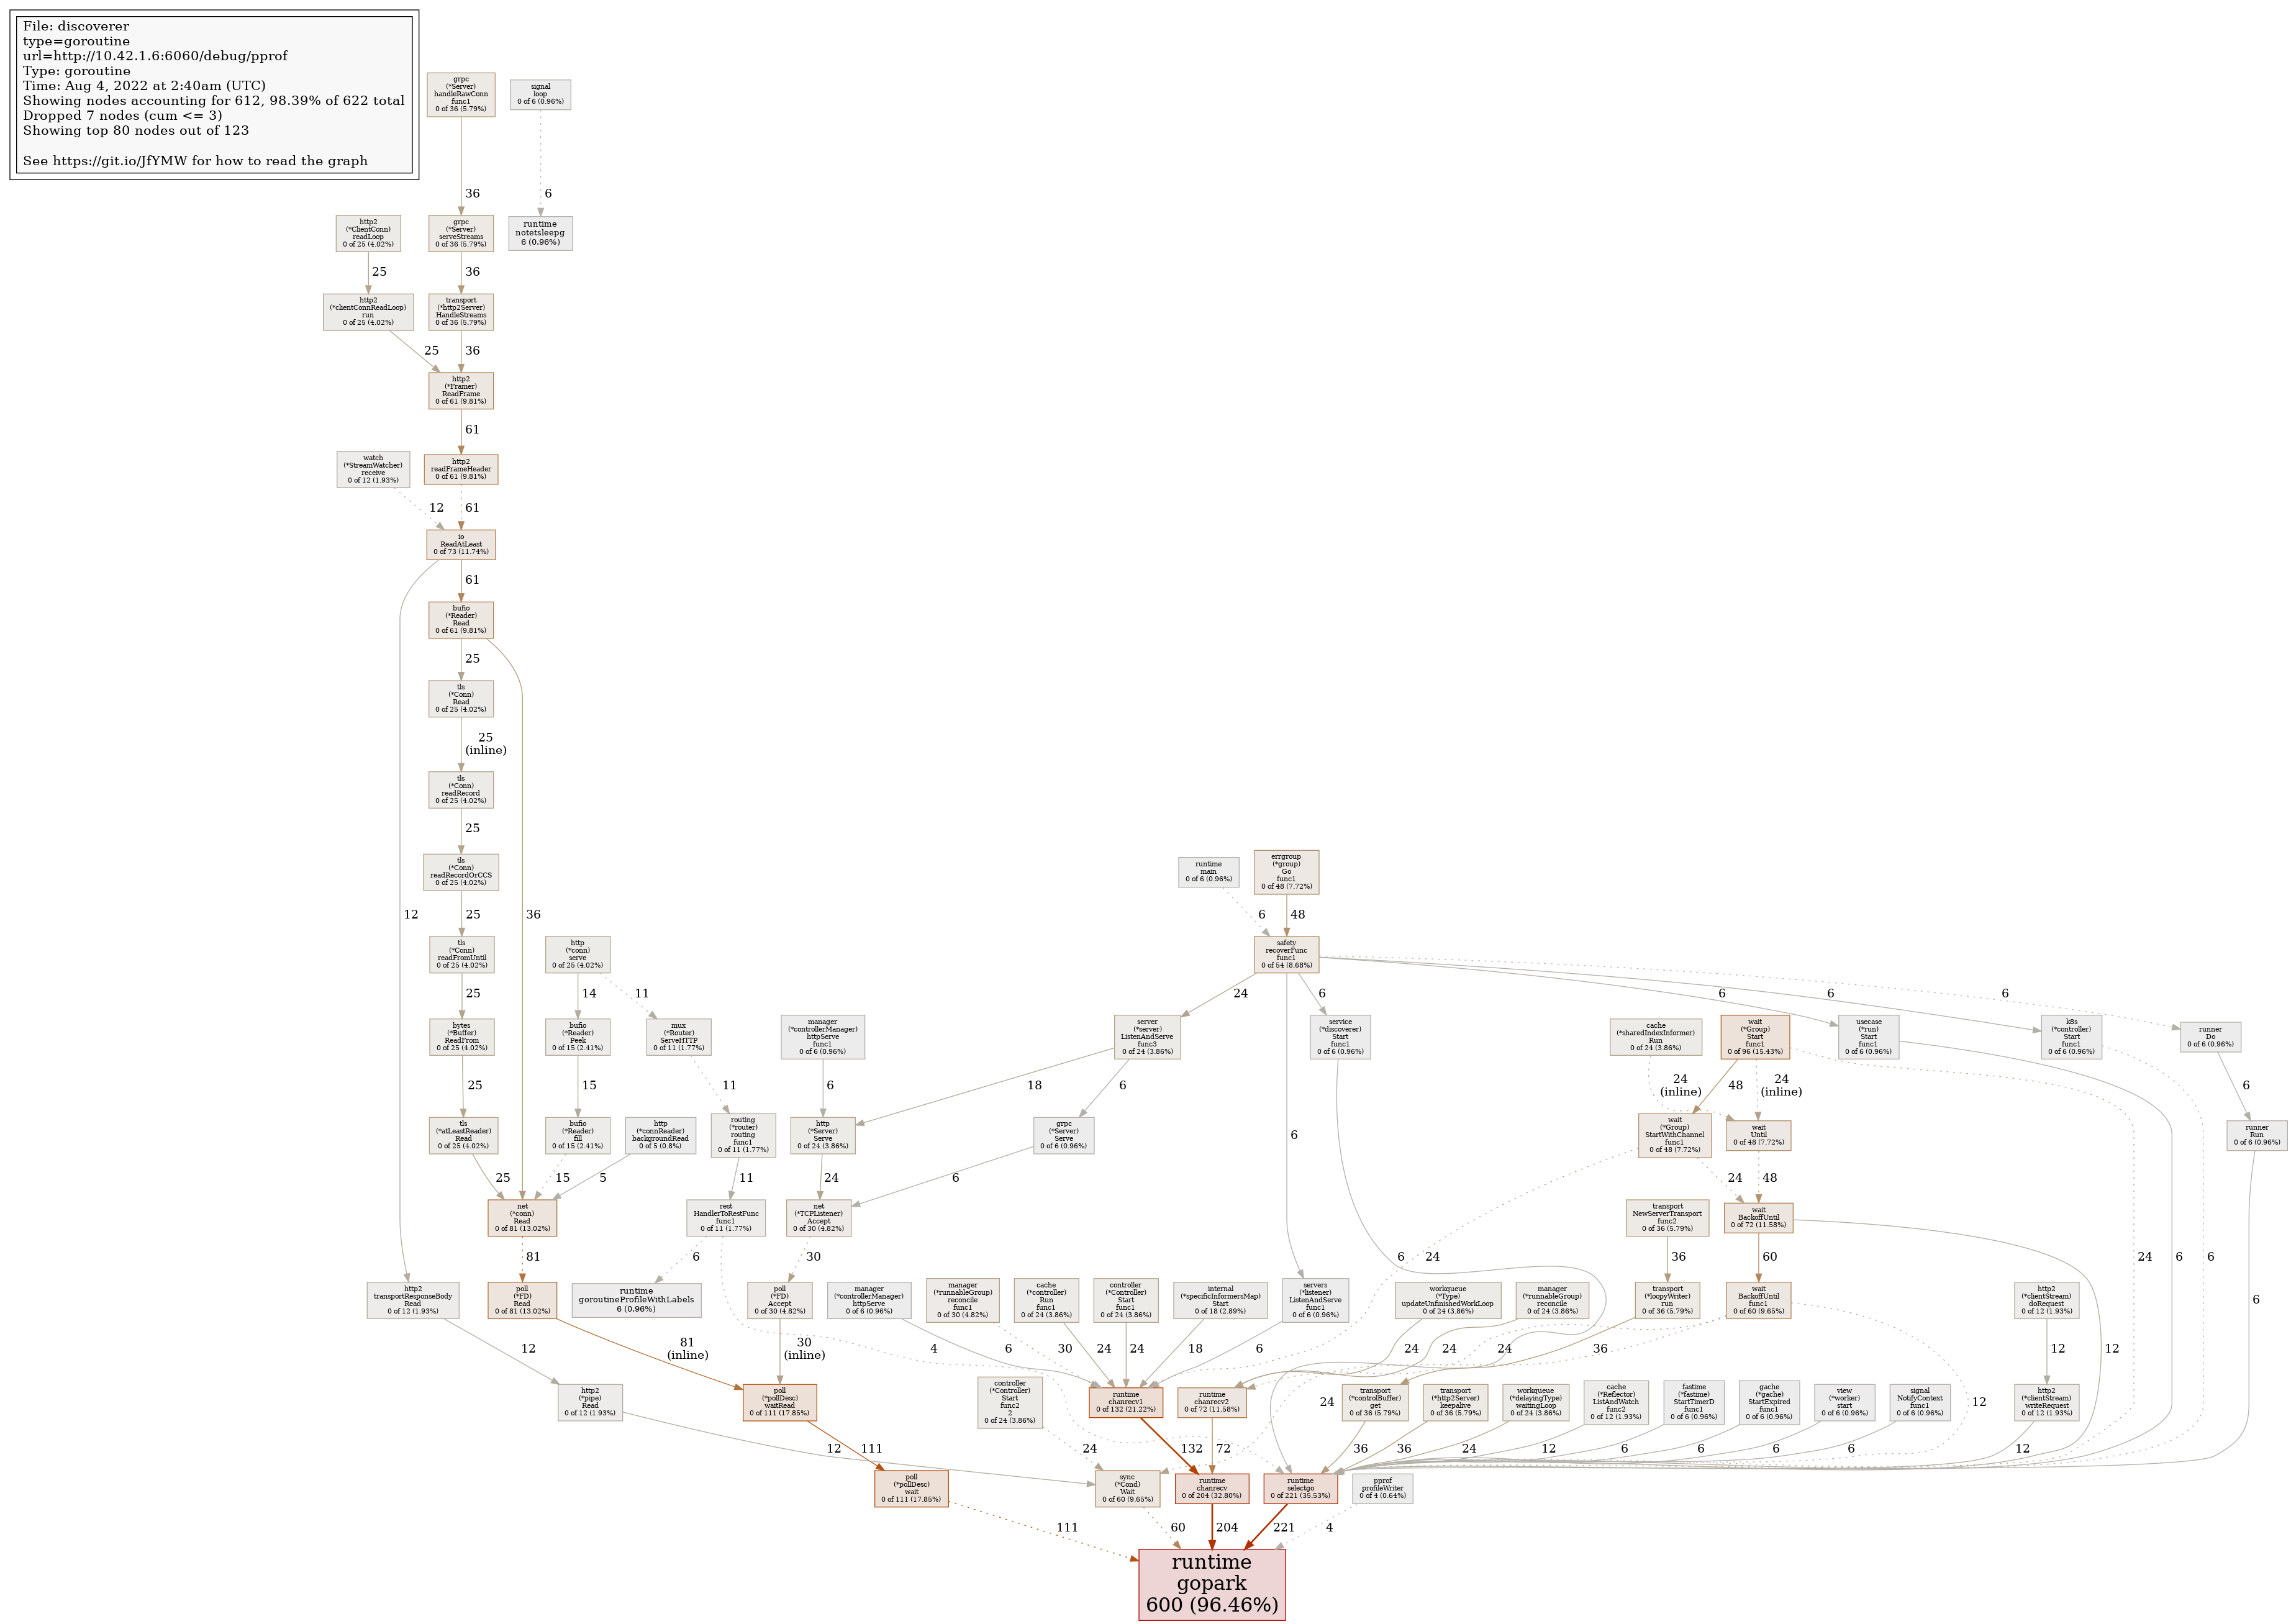 File: discoverer
type=goroutine
url=http://10.42.1.6:6060/debug/pprof
Type: goroutine
Time: Aug 4, 2022 at 2:40am (UTC)
Showing nodes accounting for 612, 98.39% of 622 total
Dropped 7 nodes (cum <= 3)
Showing top 80 nodes out of 123
See https://git.io/JfYMW for how to read the graph
grpc
(*Server)
handleRawConn
func1
0 of 36 (5.79%)
signal
loop
0 of 6 (0.96%)
36
6
http2
(*ClientConn)
readLoop
0 of 25 (4.02%)
grpc
(*Server)
serveStreams
0 of 36 (5.79%)
runtime
notetsleepg
6 (0.96%)
25
36
http2
(*clientConnReadLoop)
run
0 of 25 (4.02%)
transport
(*http2Server)
HandleStreams
0 of 36 (5.79%)
25
36
http2
(*Framer)
ReadFrame
0 of 61 (9.81%)
61
watch
(*StreamWatcher)
receive
0 of 12 (1.93%)
http2
readFrameHeader
0 of 61 (9.81%)
12
61
io
ReadAtLeast
0 of 73 (11.74%)
61
bufio
(*Reader)
Read
0 of 61 (9.81%)
25
tls
(*Conn)
Read
0 of 25 (4.02%)
25
(inline)
tls
(*Conn)
readRecord
0 of 25 (4.02%)
25
tls
(*Conn)
readRecordOrCCS
0 of 25 (4.02%)
runtime
main
0 of 6 (0.96%)
errgroup
(*group)
Go
func1
0 of 48 (7.72%)
12
25
36
6
48
tls
(*Conn)
readFromUntil
0 of 25 (4.02%)
http
(*conn)
serve
0 of 25 (4.02%)
safety
recoverFunc
func1
0 of 54 (8.68%)
25
14
11
24
6
6
6
6
bytes
(*Buffer)
ReadFrom
0 of 25 (4.02%)
bufio
(*Reader)
Peek
0 of 15 (2.41%)
mux
(*Router)
ServeHTTP
0 of 11 (1.77%)
manager
(*controllerManager)
httpServe
func1
0 of 6 (0.96%)
server
(*server)
ListenAndServe
func3
0 of 24 (3.86%)
service
(*discoverer)
Start
func1
0 of 6 (0.96%)
cache
(*sharedIndexInformer)
Run
0 of 24 (3.86%)
wait
(*Group)
Start
func1
0 of 96 (15.43%)
usecase
(*run)
Start
func1
0 of 6 (0.96%)
k8s
(*controller)
Start
func1
0 of 6 (0.96%)
runner
Do
0 of 6 (0.96%)
25
15
11
6
18
6
24
(inline)
48
24
(inline)
6
tls
(*atLeastReader)
Read
0 of 25 (4.02%)
bufio
(*Reader)
fill
0 of 15 (2.41%)
http
(*connReader)
backgroundRead
0 of 5 (0.8%)
routing
(*router)
routing
func1
0 of 11 (1.77%)
http
(*Server)
Serve
0 of 24 (3.86%)
grpc
(*Server)
Serve
0 of 6 (0.96%)
6
wait
(*Group)
StartWithChannel
func1
0 of 48 (7.72%)
wait
Until
0 of 48 (7.72%)
runner
Run
0 of 6 (0.96%)
25
15
5
11
24
6
24
48
net
(*conn)
Read
0 of 81 (13.02%)
rest
HandlerToRestFunc
func1
0 of 11 (1.77%)
net
(*TCPListener)
Accept
0 of 30 (4.82%)
transport
NewServerTransport
func2
0 of 36 (5.79%)
wait
BackoffUntil
0 of 72 (11.58%)
81
6
30
6
24
36
60
24
6
6
http2
transportResponseBody
Read
0 of 12 (1.93%)
poll
(*FD)
Read
0 of 81 (13.02%)
runtime
goroutineProfileWithLabels
6 (0.96%)
poll
(*FD)
Accept
0 of 30 (4.82%)
manager
(*controllerManager)
httpServe
0 of 6 (0.96%)
manager
(*runnableGroup)
reconcile
func1
0 of 30 (4.82%)
cache
(*controller)
Run
func1
0 of 24 (3.86%)
controller
(*Controller)
Start
func1
0 of 24 (3.86%)
internal
(*specificInformersMap)
Start
0 of 18 (2.89%)
servers
(*listener)
ListenAndServe
func1
0 of 6 (0.96%)
workqueue
(*Type)
updateUnfinishedWorkLoop
0 of 24 (3.86%)
manager
(*runnableGroup)
reconcile
0 of 24 (3.86%)
transport
(*loopyWriter)
run
0 of 36 (5.79%)
wait
BackoffUntil
func1
0 of 60 (9.65%)
http2
(*clientStream)
doRequest
0 of 12 (1.93%)
6
12
81
(inline)
30
(inline)
4
6
30
24
24
18
6
24
24
24
36
12
12
http2
(*pipe)
Read
0 of 12 (1.93%)
poll
(*pollDesc)
waitRead
0 of 111 (17.85%)
controller
(*Controller)
Start
func2
2
0 of 24 (3.86%)
runtime
chanrecv1
0 of 132 (21.22%)
runtime
chanrecv2
0 of 72 (11.58%)
24
transport
(*controlBuffer)
get
0 of 36 (5.79%)
transport
(*http2Server)
keepalive
0 of 36 (5.79%)
workqueue
(*delayingType)
waitingLoop
0 of 24 (3.86%)
cache
(*Reflector)
ListAndWatch
func2
0 of 12 (1.93%)
fastime
(*fastime)
StartTimerD
func1
0 of 6 (0.96%)
gache
(*gache)
StartExpired
func1
0 of 6 (0.96%)
view
(*worker)
start
0 of 6 (0.96%)
signal
NotifyContext
func1
0 of 6 (0.96%)
12
http2
(*clientStream)
writeRequest
0 of 12 (1.93%)
12
111
24
132
72
36
36
24
12
6
6
6
6
12
poll
(*pollDesc)
wait
0 of 111 (17.85%)
sync
(*Cond)
Wait
0 of 60 (9.65%)
runtime
chanrecv
0 of 204 (32.80%)
runtime
selectgo
0 of 221 (35.53%)
pprof
profileWriter
0 of 4 (0.64%)
111
60
204
221
4
runtime
gopark
600 (96.46%)